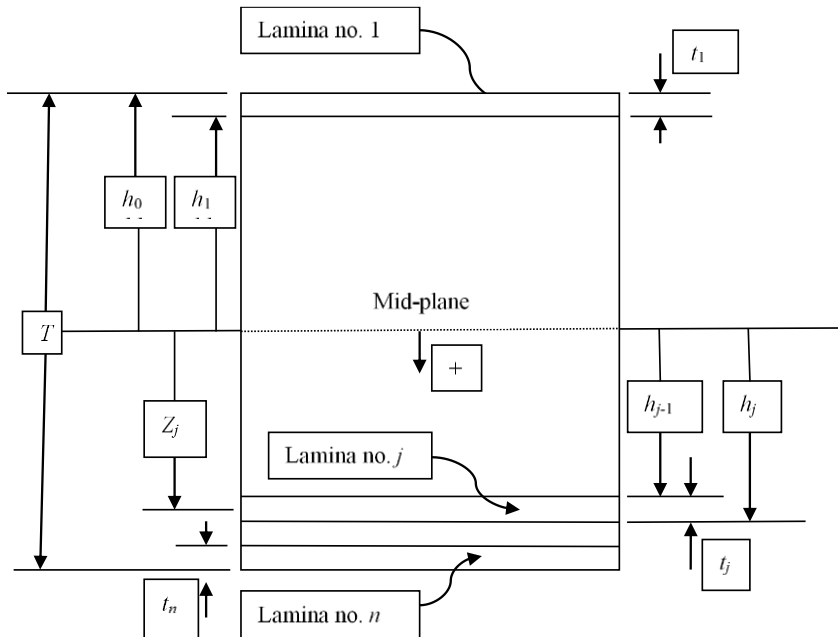 Lamina no. 1
t₁
h₀
h₁
Mid-plane
T
+
Zⱼ
hⱼ₋₁
hⱼ
Lamina no. j
tₙ
tⱼ
Lamina no. n